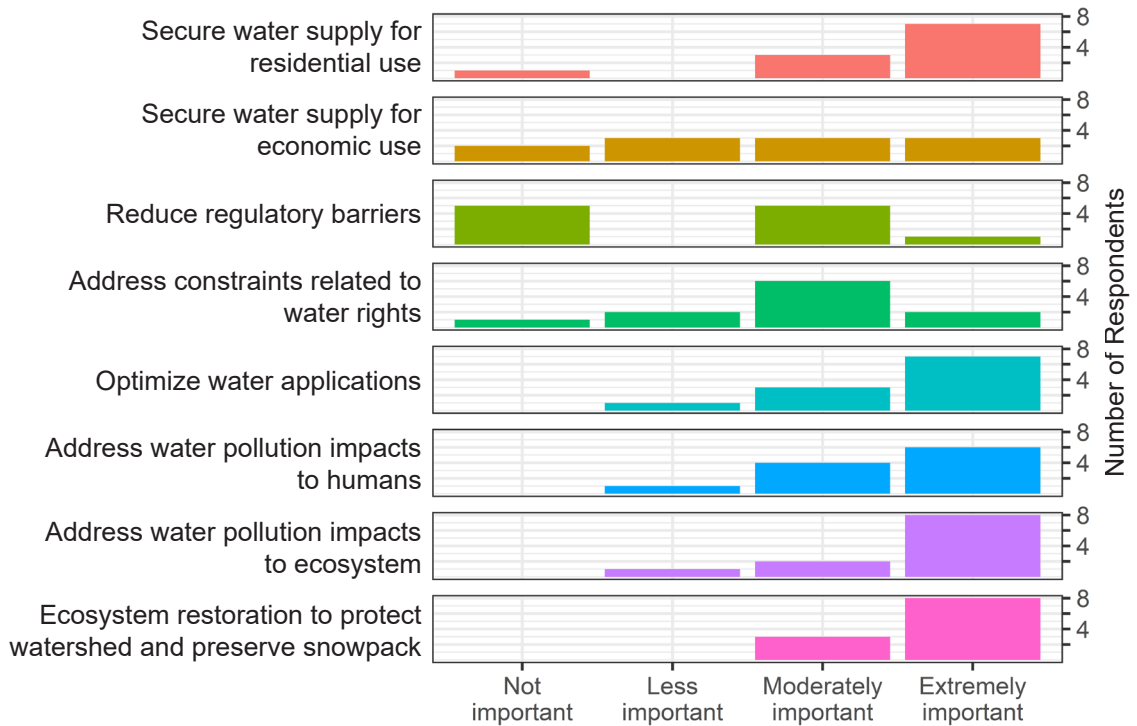 Secure water supply for
residential use
8
4
Secure water supply for
economic use
8
4
Reduce regulatory barriers
8
4
Address constraints related to
water rights
8
4
Optimize water applications
8
4
Address water pollution impacts
to humans
8
4
Address water pollution impacts
to ecosystem
8
4
Ecosystem restoration to protect
watershed and preserve snowpack
8
4
Number of Respondents
Not
important
Less
important
Moderately
important
Extremely
important